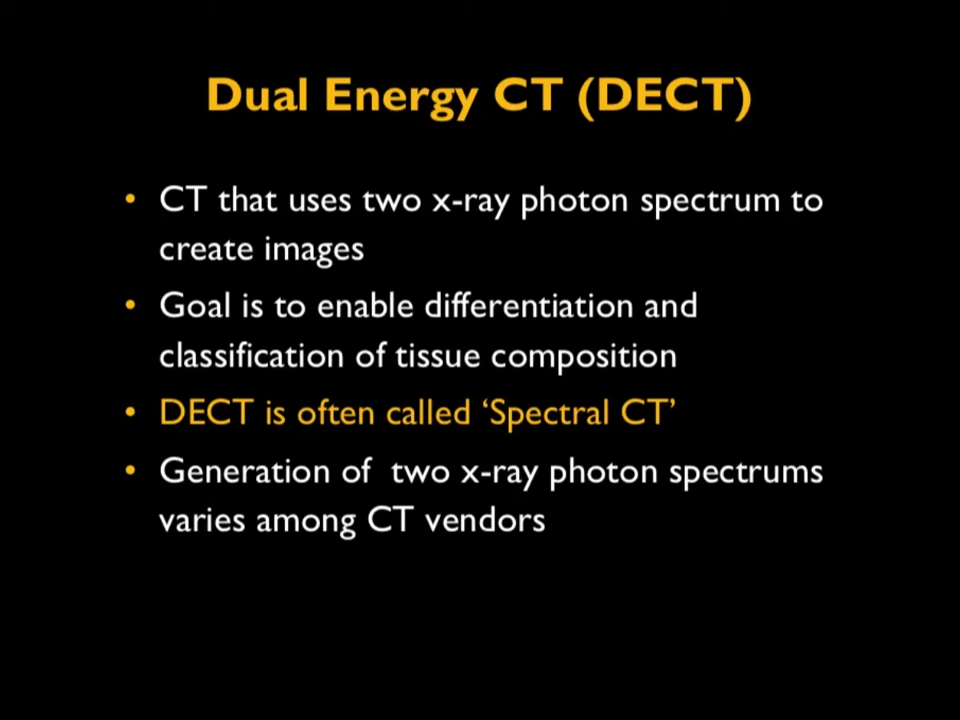 Dual Energy CT (DECT)
• CT that uses two x-ray photon spectrum to
create images
• Goal is to enable differentiation and
classification of tissue composition
• DECT is often called ‘Spectral CT’
• Generation of  two x-ray photon spectrums
varies among CT vendors